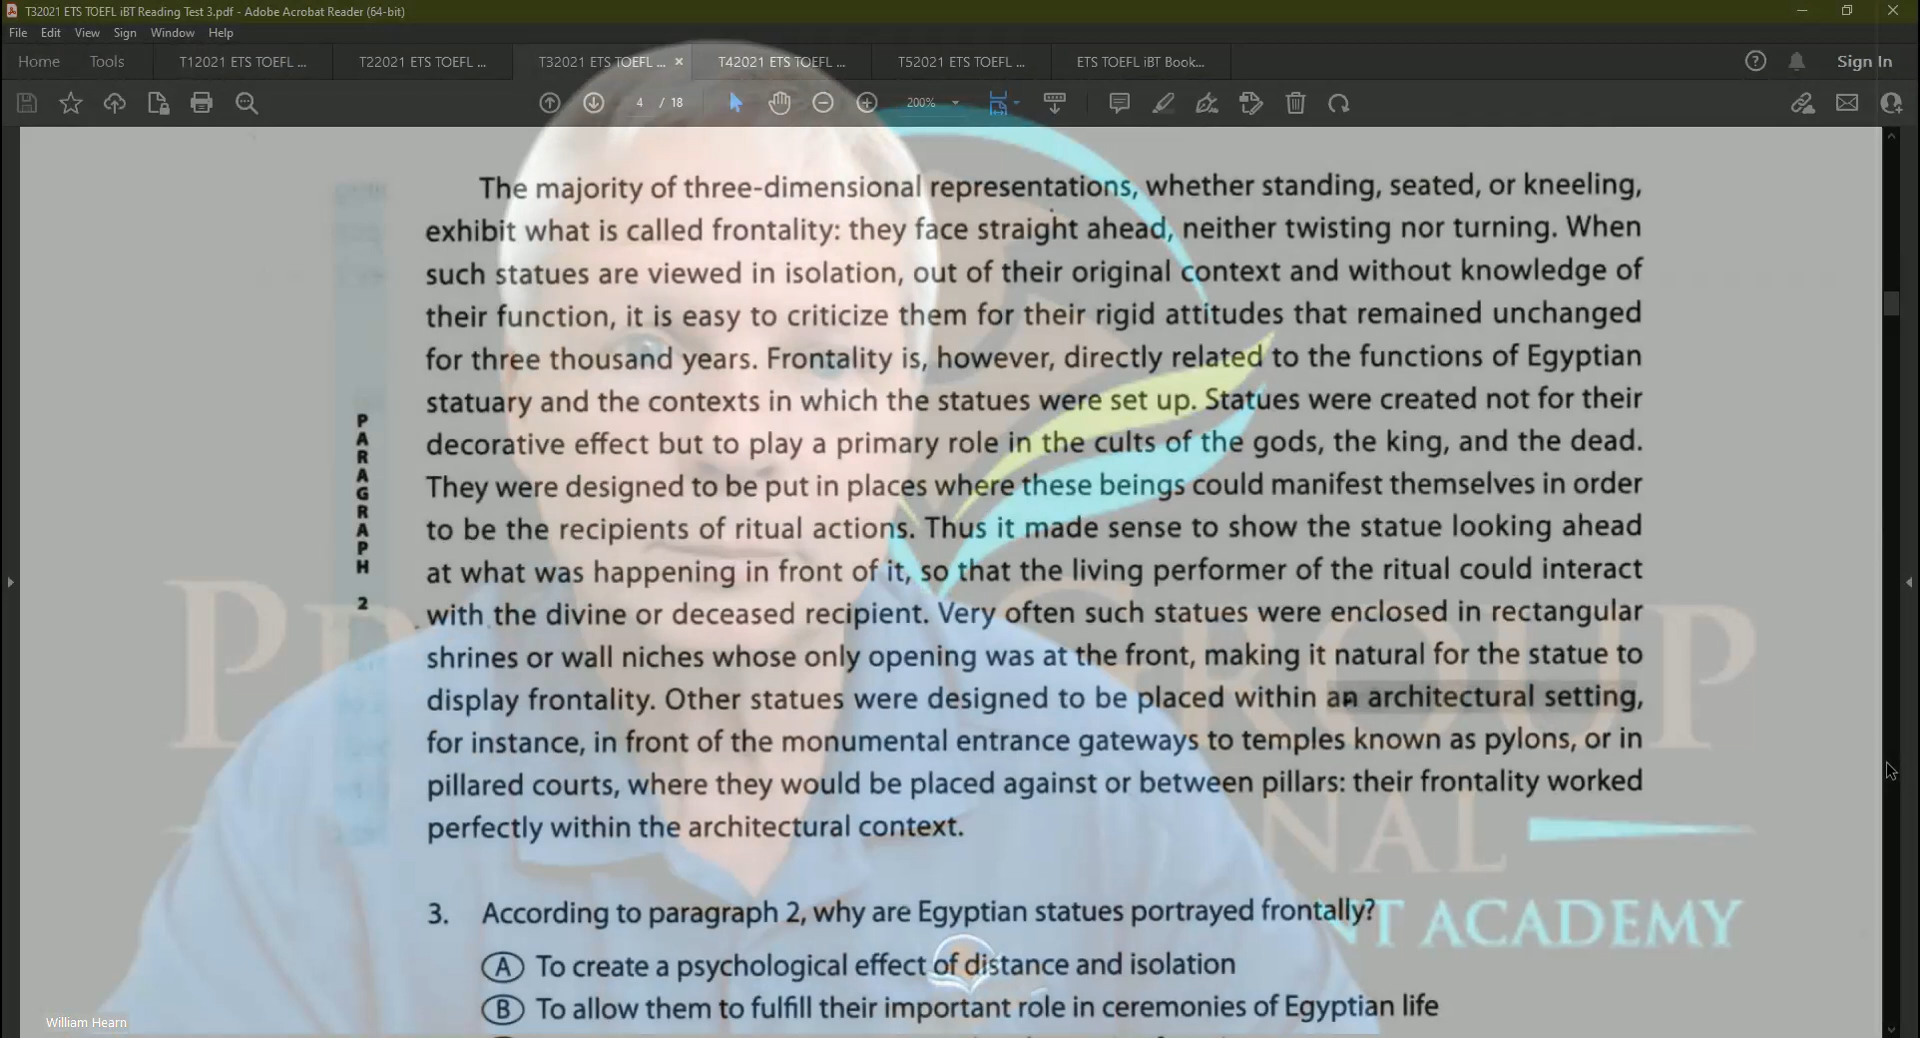 T32021 ETS TOEFL iBT Reading Test 3.pdf - Adobe Acrobat Reader (64-bit)
File Edit View Sign Window Help
Home Tools T12021 ETS TOEFL ... T22021 ETS TOEFL ... T32021 ETS TOEFL ... × T42021 ETS TOEFL ... T52021 ETS TOEFL ... ETS TOEFL iBT Book... Sign In
4 / 18 200%
The majority of three-dimensional representations, whether standing, seated, or kneeling,
exhibit what is called frontality: they face straight ahead, neither twisting nor turning. When
such statues are viewed in isolation, out of their original context and without knowledge of
their function, it is easy to criticize them for their rigid attitudes that remained unchanged
for three thousand years. Frontality is, however, directly related to the functions of Egyptian
statuary and the contexts in which the statues were set up. Statues were created not for their
decorative effect but to play a primary role in the cults of the gods, the king, and the dead.
They were designed to be put in places where these beings could manifest themselves in order
to be the recipients of ritual actions. Thus it made sense to show the statue looking ahead
at what was happening in front of it, so that the living performer of the ritual could interact
with the divine or deceased recipient. Very often such statues were enclosed in rectangular
shrines or wall niches whose only opening was at the front, making it natural for the statue to
display frontality. Other statues were designed to be placed within an architectural setting,
for instance, in front of the monumental entrance gateways to temples known as pylons, or in
pillared courts, where they would be placed against or between pillars: their frontality worked
perfectly within the architectural context.
PARAGRAPH 2
3. According to paragraph 2, why are Egyptian statues portrayed frontally?
A To create a psychological effect of distance and isolation
B To allow them to fulfill their important role in ceremonies of Egyptian life
GROUP
NAL
NT ACADEMY
William Hearn